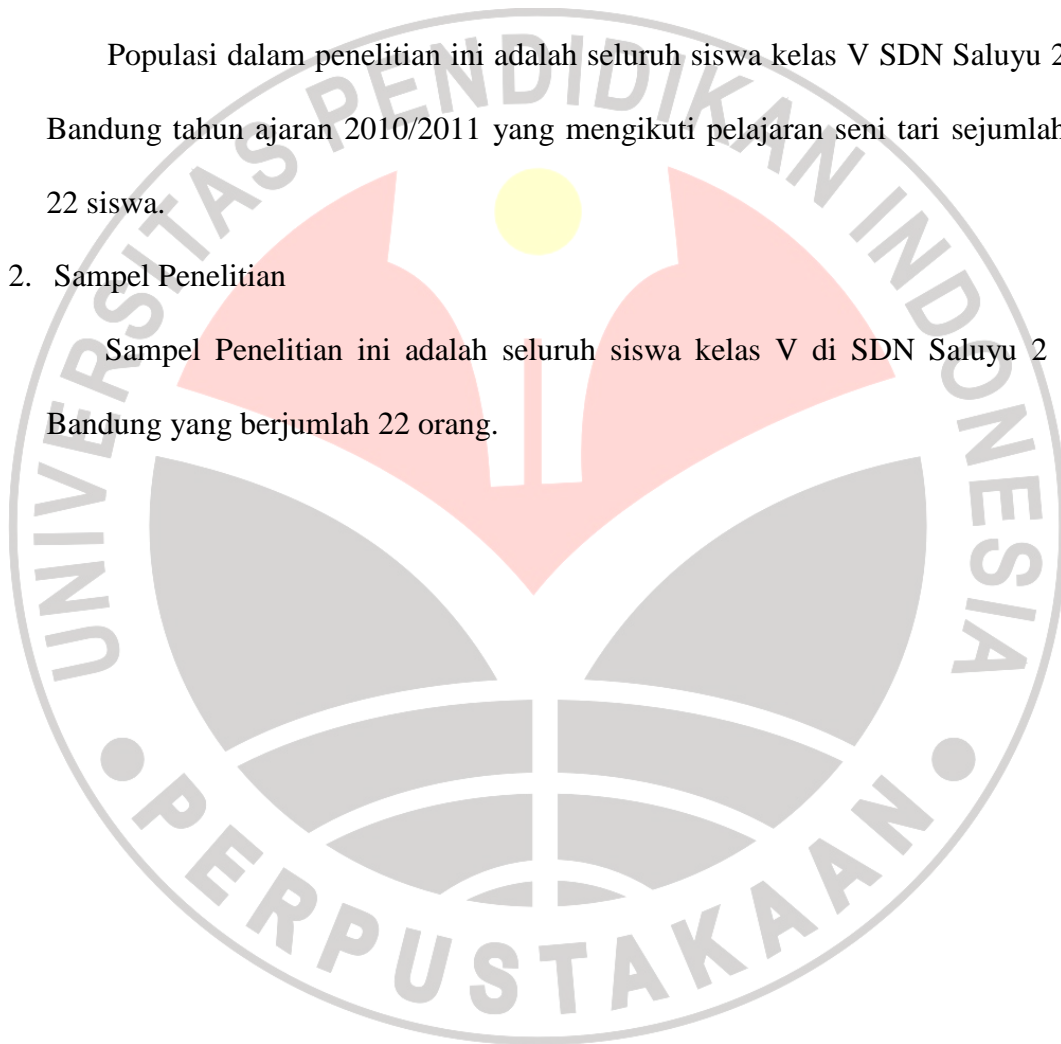 Populasi dalam penelitian ini adalah seluruh siswa kelas V SDN Saluyu 2
Bandung tahun ajaran 2010/2011 yang mengikuti pelajaran seni tari sejumlah
22 siswa.
2. Sampel Penelitian
Sampel Penelitian ini adalah seluruh siswa kelas V di SDN Saluyu 2
Bandung yang berjumlah 22 orang.
UNIVERSITAS PENDIDIKAN INDONESIA
PERPUSTAKAAN